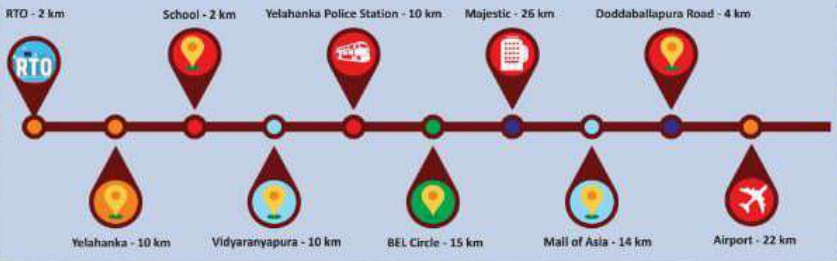 RTO - 2 km
School - 2 km
Yelahanka Police Station - 10 km
Majestic - 26 km
Doddaballapura Road - 4 km
RTO
Yelahanka - 10 km
Vidyaranyapura - 10 km
BEL Circle - 15 km
Mall of Asia - 14 km
Airport - 22 km